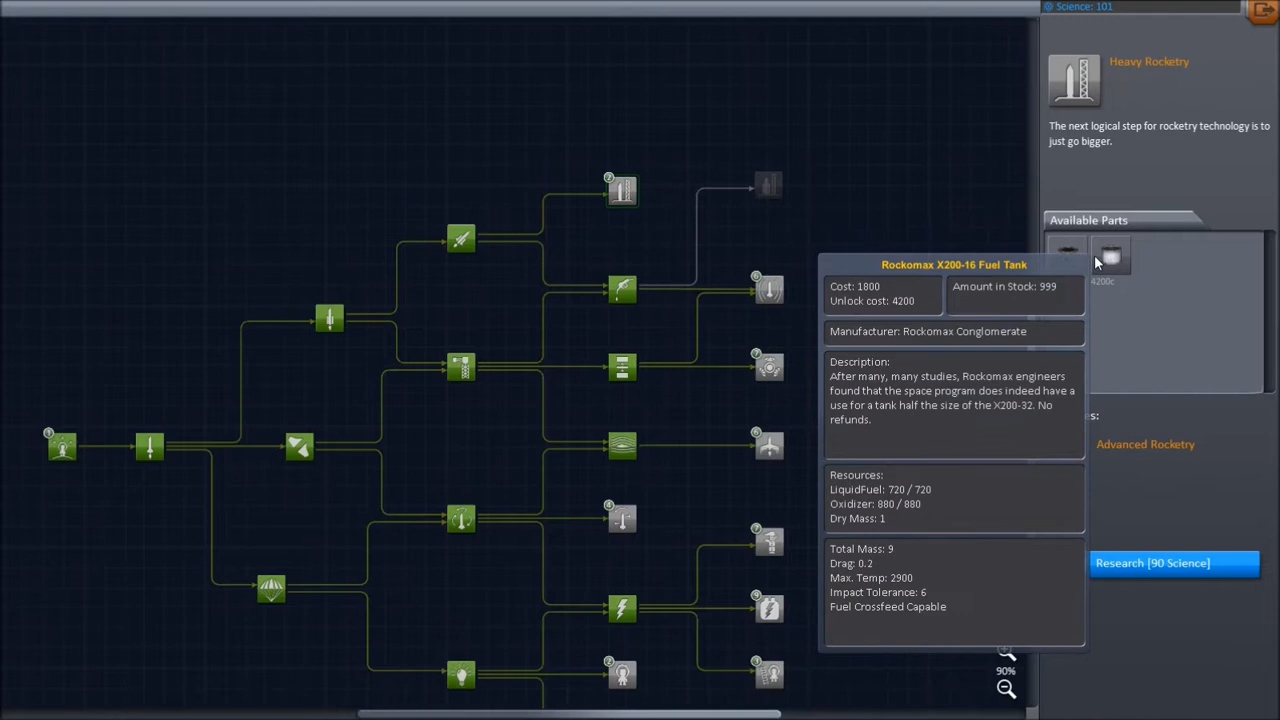 Science: 101
Heavy Rocketry
The next logical step for rocketry technology is to
just go bigger.
Available Parts
4200c
Rockomax X200-16 Fuel Tank
Cost: 1800
Unlock cost: 4200
Amount in Stock: 999
Manufacturer: Rockomax Conglomerate
Description:
After many, many studies, Rockomax engineers
found that the space program does indeed have a
use for a tank half the size of the X200-32. No
refunds.
Resources:
LiquidFuel: 720 / 720
Oxidizer: 880 / 880
Dry Mass: 1
Total Mass: 9
Drag: 0.2
Max. Temp: 2900
Impact Tolerance: 6
Fuel Crossfeed Capable
s:
Advanced Rocketry
Research [90 Science]
90%